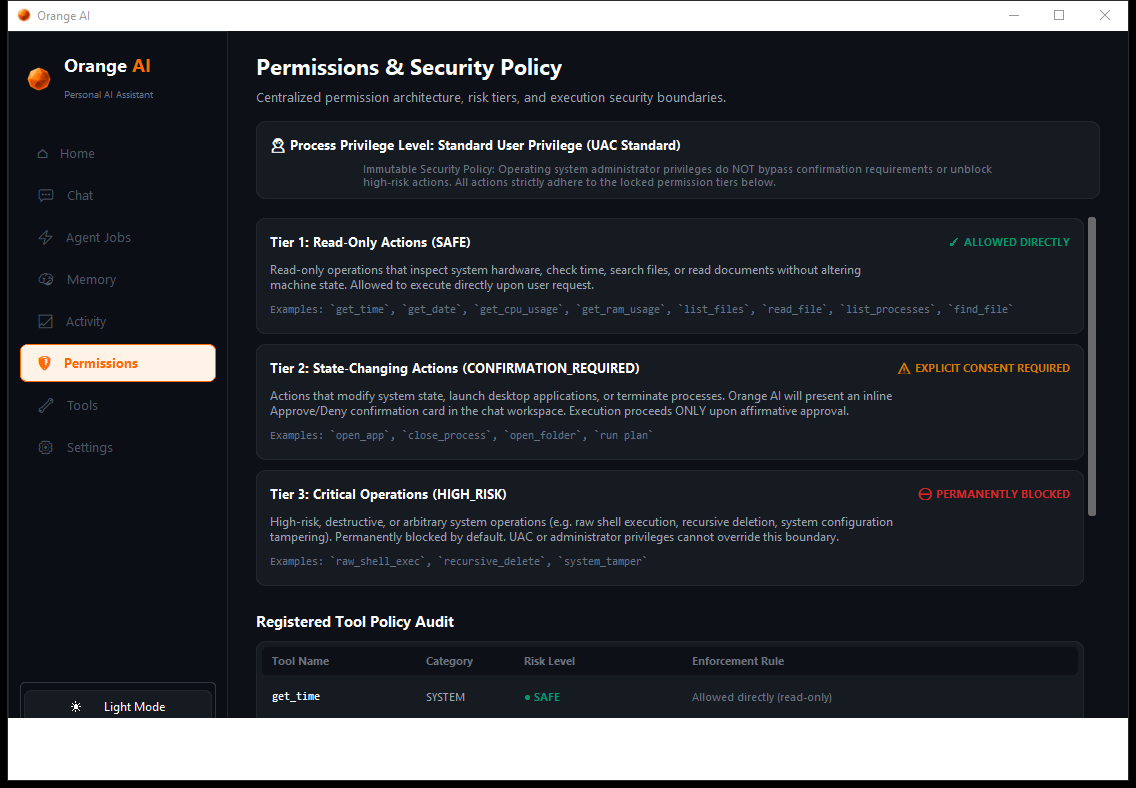 Orange AI
Orange AI
Personal AI Assistant
Home
Chat
Agent Jobs
Memory
Activity
Permissions
Tools
Settings
Light Mode
Permissions & Security Policy
Centralized permission architecture, risk tiers, and execution security boundaries.
Process Privilege Level: Standard User Privilege (UAC Standard)
Immutable Security Policy: Operating system administrator privileges do NOT bypass confirmation requirements or unblock
high-risk actions. All actions strictly adhere to the locked permission tiers below.
Tier 1: Read-Only Actions (SAFE)
✓ ALLOWED DIRECTLY
Read-only operations that inspect system hardware, check time, search files, or read documents without altering
machine state. Allowed to execute directly upon user request.
Examples: `get_time`, `get_date`, `get_cpu_usage`, `get_ram_usage`, `list_files`, `read_file`, `list_processes`, `find_file`
Tier 2: State-Changing Actions (CONFIRMATION_REQUIRED)
⚠ EXPLICIT CONSENT REQUIRED
Actions that modify system state, launch desktop applications, or terminate processes. Orange AI will present an inline
Approve/Deny confirmation card in the chat workspace. Execution proceeds ONLY upon affirmative approval.
Examples: `open_app`, `close_process`, `open_folder`, `run plan`
Tier 3: Critical Operations (HIGH_RISK)
PERMANENTLY BLOCKED
High-risk, destructive, or arbitrary system operations (e.g. raw shell execution, recursive deletion, system configuration
tampering). Permanently blocked by default. UAC or administrator privileges cannot override this boundary.
Examples: `raw_shell_exec`, `recursive_delete`, `system_tamper`
Registered Tool Policy Audit
Tool Name Category Risk Level Enforcement Rule
get_time SYSTEM ● SAFE Allowed directly (read-only)